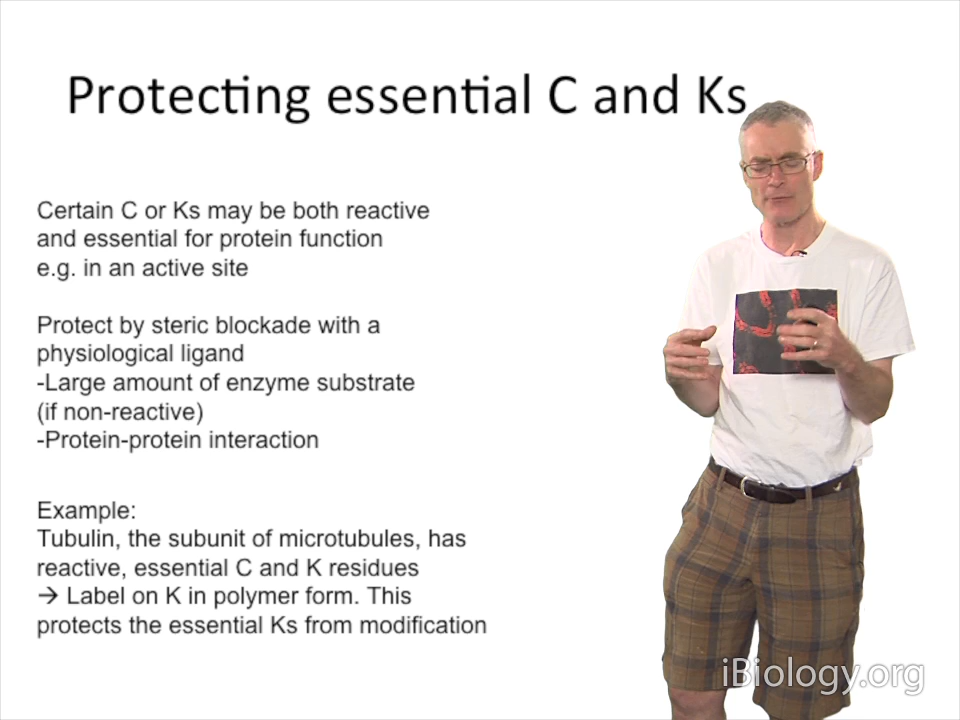 Protecting essential C and Ks
Certain C or Ks may be both reactive
and essential for protein function
e.g. in an active site
Protect by steric blockade with a
physiological ligand
-Large amount of enzyme substrate
(if non-reactive)
-Protein-protein interaction
Example:
Tubulin, the subunit of microtubules, has
reactive, essential C and K residues
→ Label on K in polymer form. This
protects the essential Ks from modification
iBiology.org